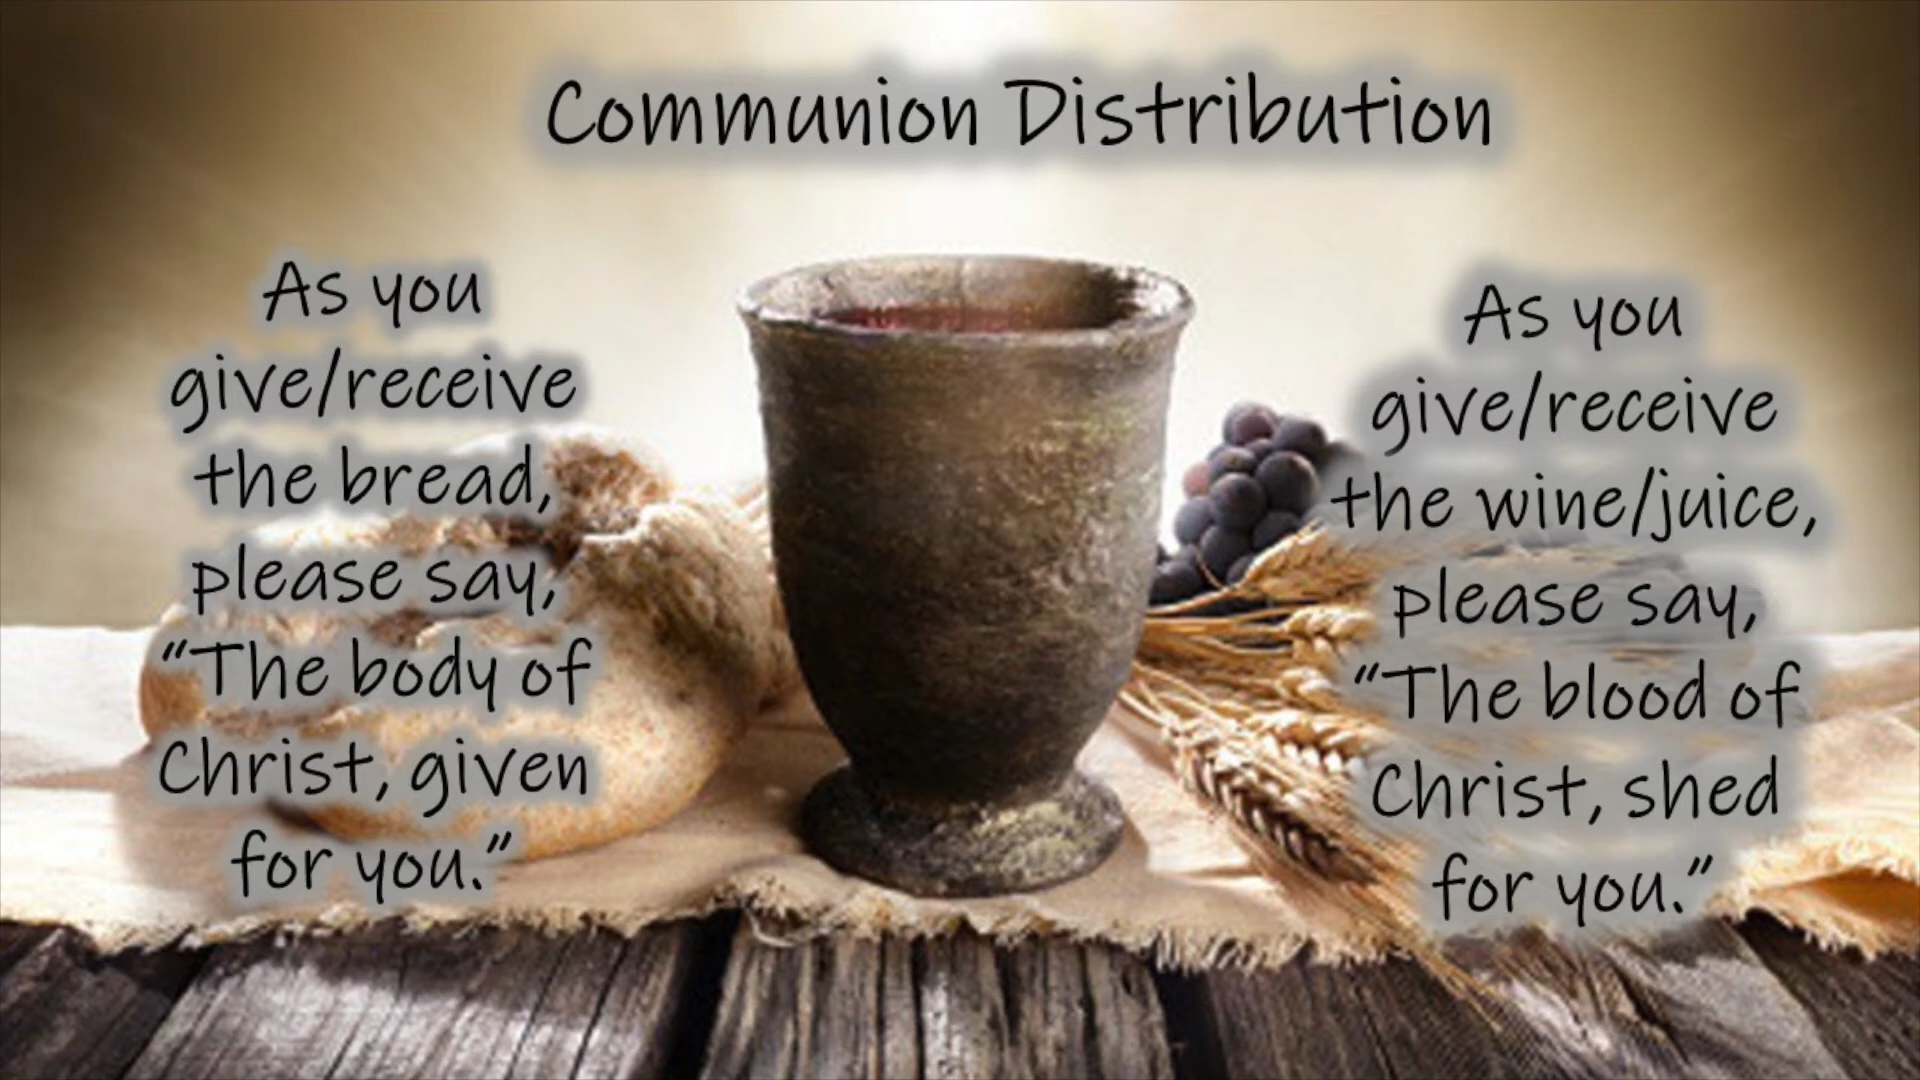 Communion Distribution
As you
give/receive
the bread,
please say,
“The body of
Christ, given
for you.”
As you
give/receive
the wine/juice,
please say,
“The blood of
Christ, shed
for you.”